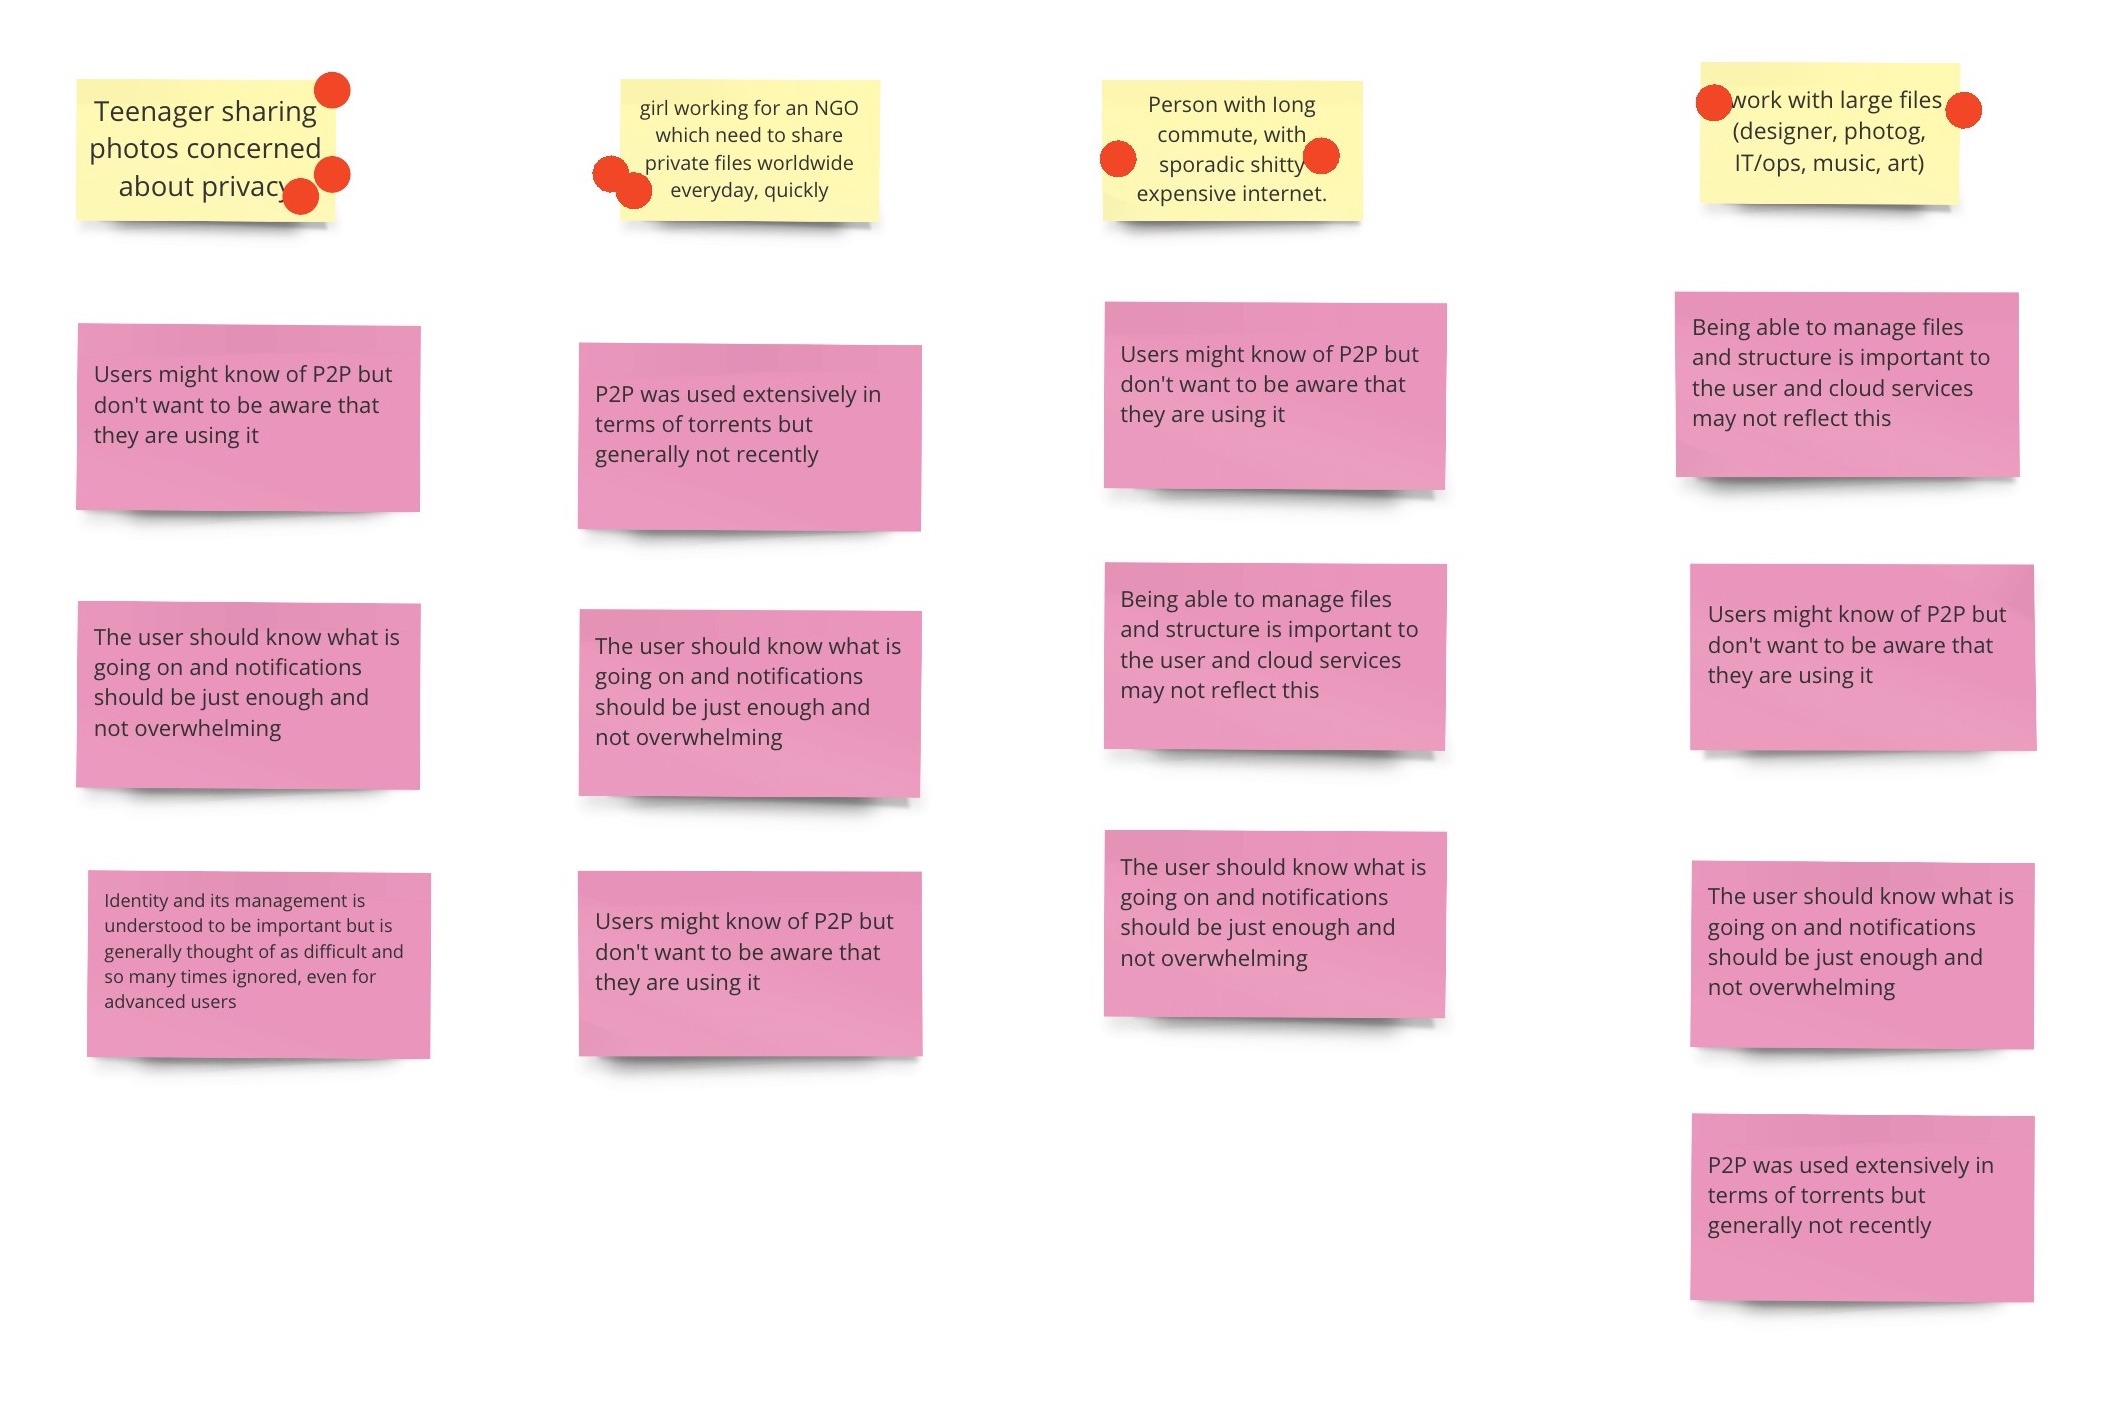 Teenager sharing
photos concerned
about privacy
Users might know of P2P but
don't want to be aware that
they are using it
The user should know what is
going on and notifications
should be just enough and
not overwhelming
Identity and its management is
understood to be important but is
generally thought of as difficult and
so many times ignored, even for
advanced users
girl working for an NGO
which need to share
private files worldwide
everyday, quickly
P2P was used extensively in
terms of torrents but
generally not recently
The user should know what is
going on and notifications
should be just enough and
not overwhelming
Users might know of P2P but
don't want to be aware that
they are using it
Person with long
commute, with
sporadic shitty
expensive internet.
Users might know of P2P but
don't want to be aware that
they are using it
Being able to manage files
and structure is important to
the user and cloud services
may not reflect this
The user should know what is
going on and notifications
should be just enough and
not overwhelming
work with large files
(designer, photog,
IT/ops, music, art)
Being able to manage files
and structure is important to
the user and cloud services
may not reflect this
Users might know of P2P but
don't want to be aware that
they are using it
The user should know what is
going on and notifications
should be just enough and
not overwhelming
P2P was used extensively in
terms of torrents but
generally not recently